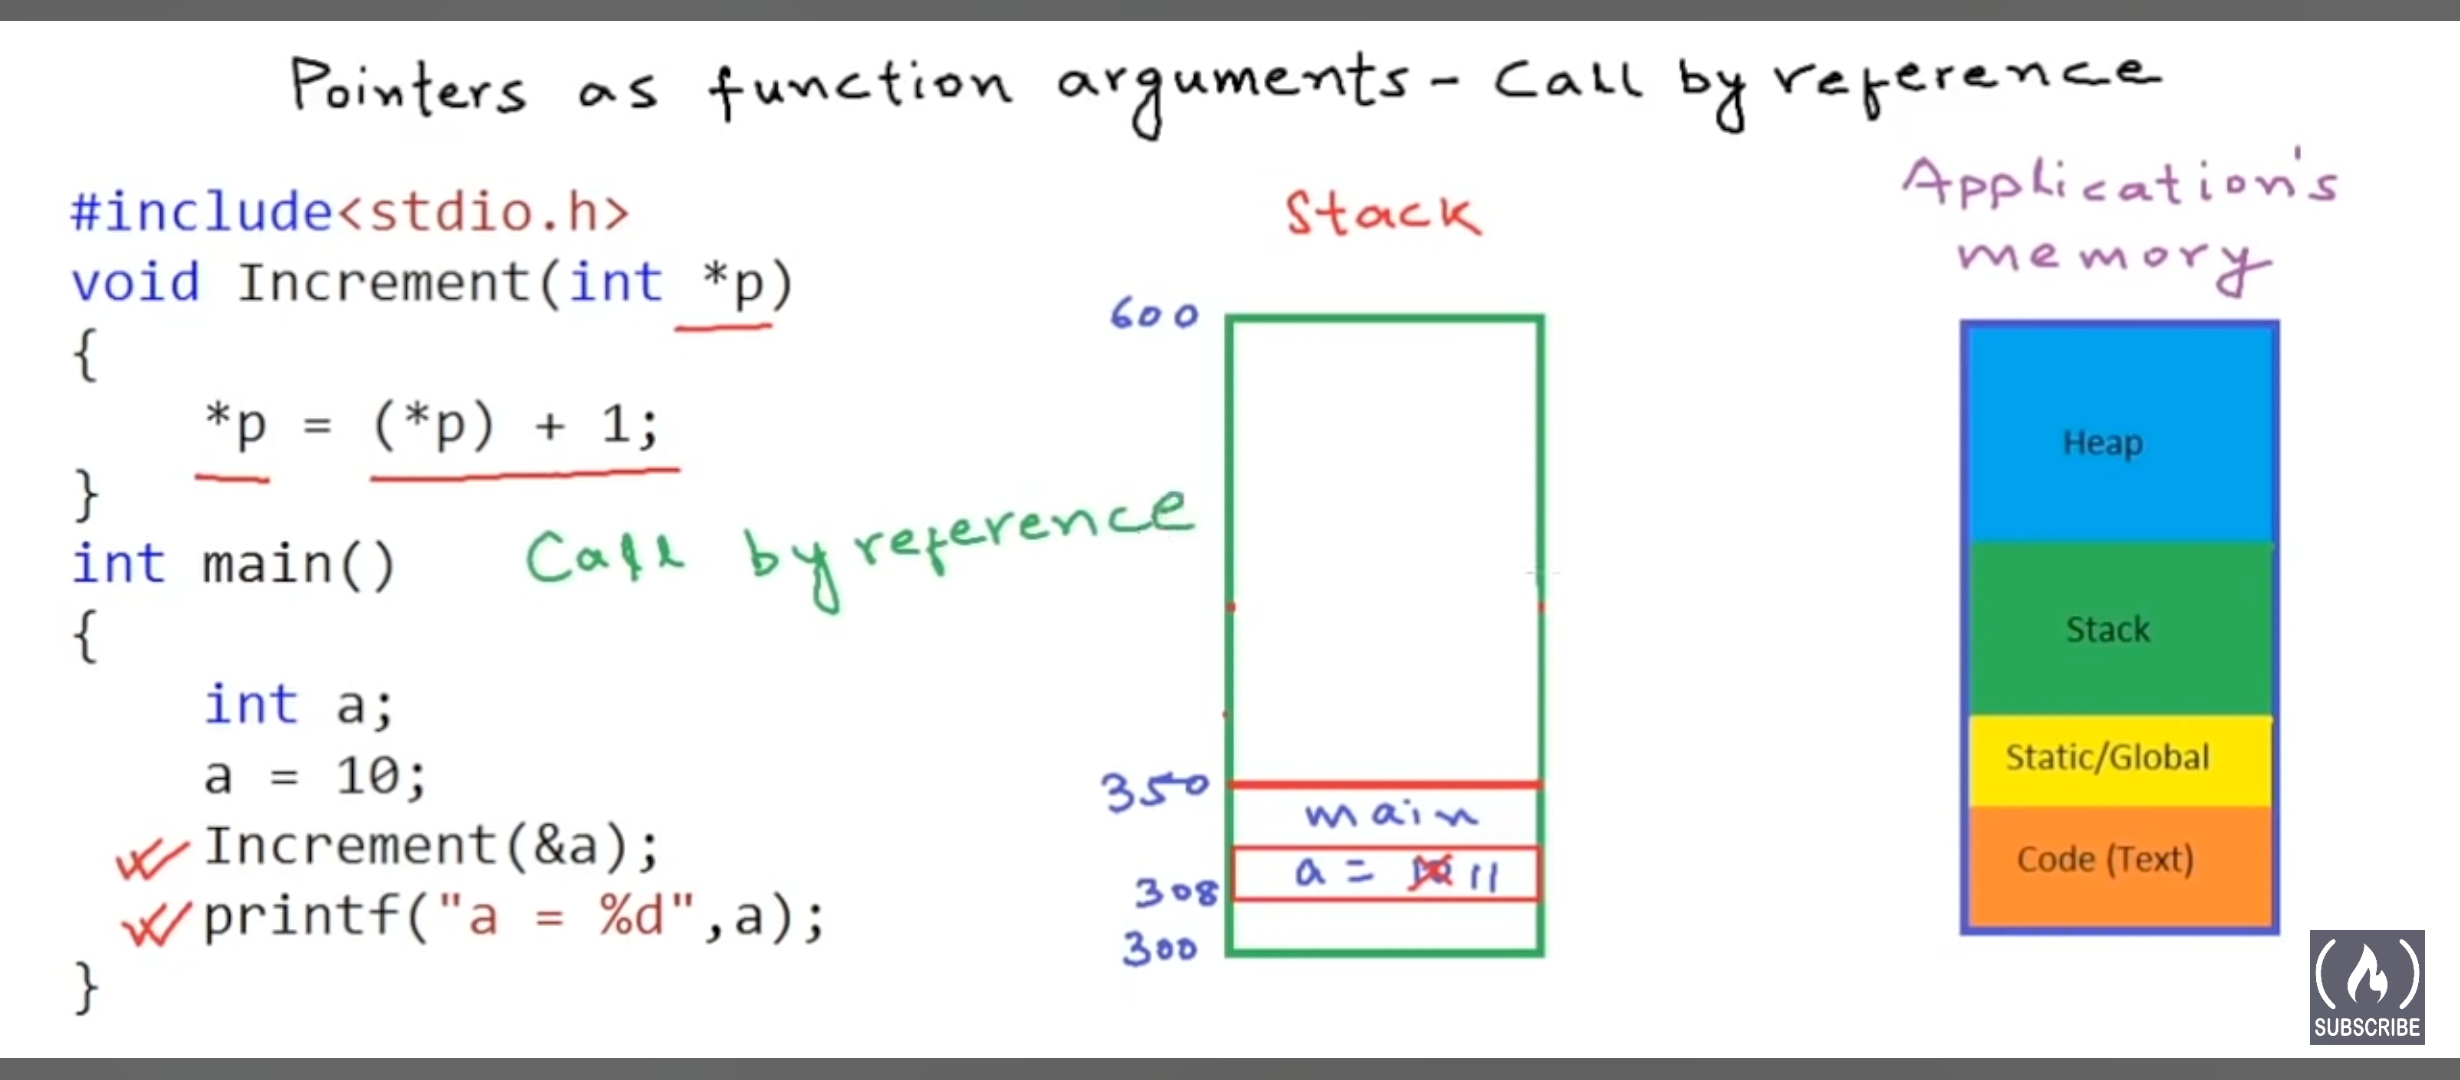 Pointers as function arguments - Call by reference
#include<stdio.h>
void Increment(int *p)
{
*p = (*p) + 1;
}
int main()
{
int a;
a = 10;
Increment(&a);
printf("a = %d",a);
}
Call by reference
Stack
600
350
main
a = 10 11
308
300
Application's
memory
Heap
Stack
Static/Global
Code (Text)
SUBSCRIBE